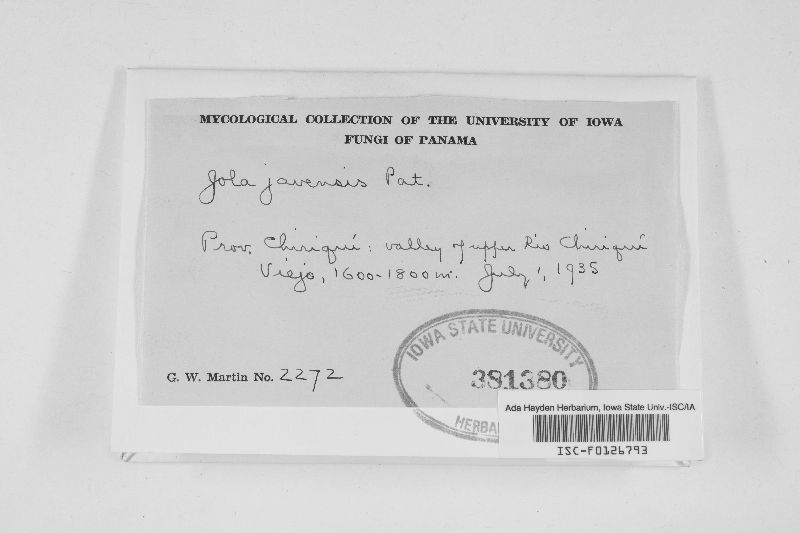 MYCOLOGICAL COLLECTION OF THE UNIVERSITY OF IOWA
FUNGI OF PANAMA
Jola javensis Pat.
Prov. Chiriquí: valley of upper Rio Chiriquí
Viejo, 1600-1800 m. July 1, 1935
G. W. Martin No. 2272
IOWA STATE UNIVERSITY
381380
HERBA
Ada Hayden Herbarium, Iowa State Univ.-ISC/IA
ISC-F0126793